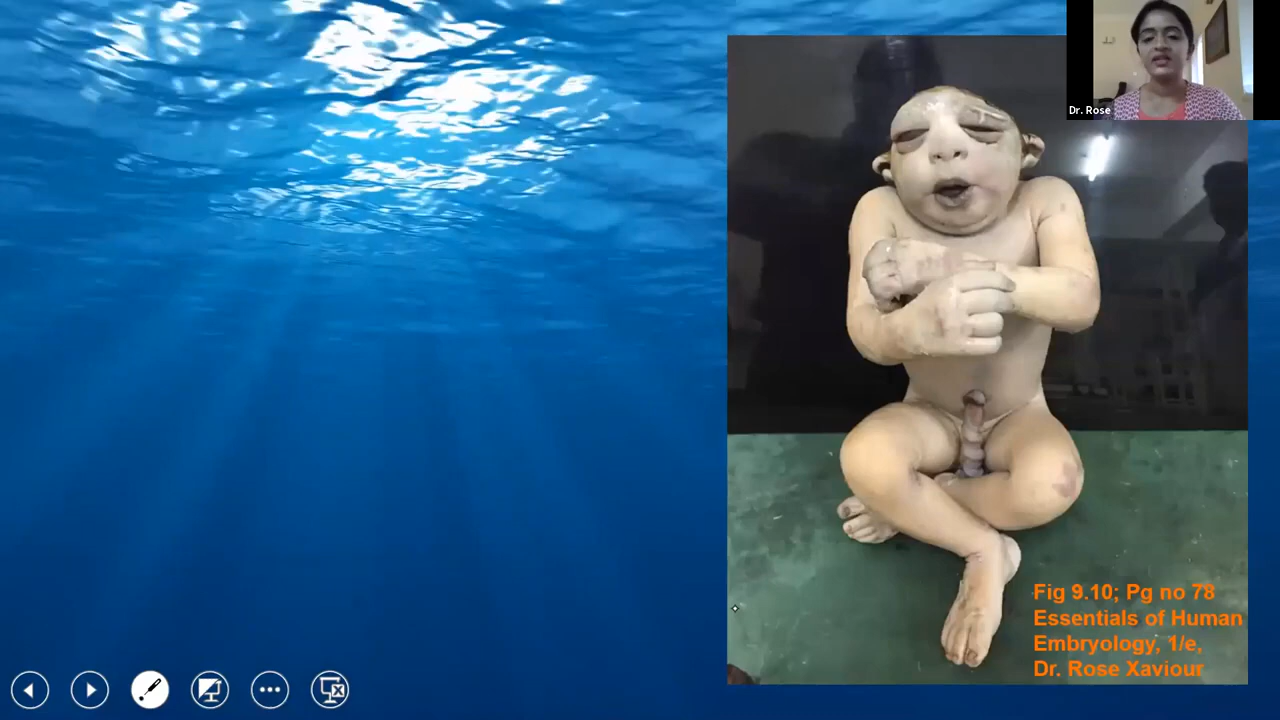 Dr. Rose
Fig 9.10; Pg no 78
Essentials of Human
Embryology, 1/e,
Dr. Rose Xaviour